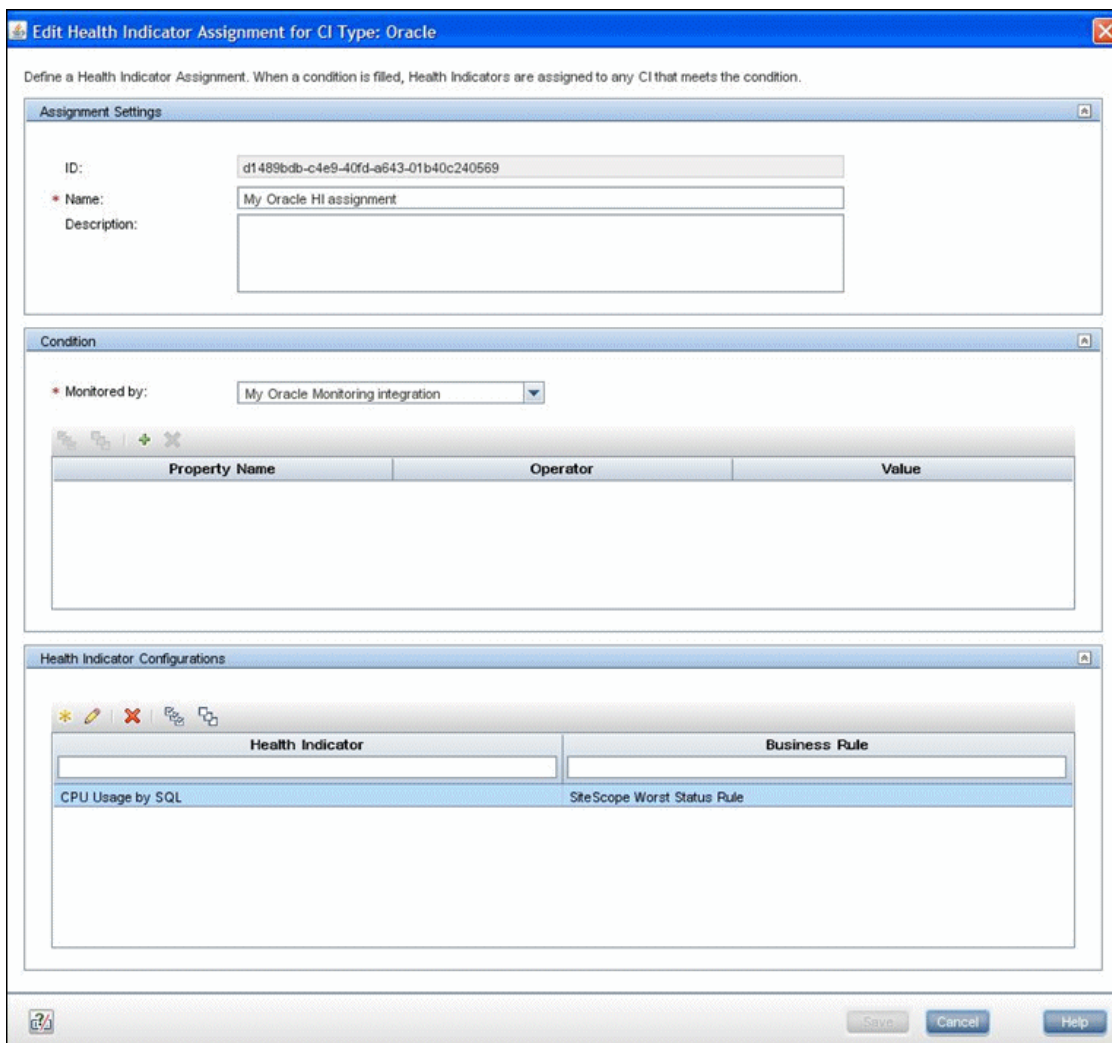 Edit Health Indicator Assignment for CI Type: Oracle
Define a Health Indicator Assignment. When a condition is filled, Health Indicators are assigned to any CI that meets the condition.
Assignment Settings
ID: d1489bdb-c4e9-40fd-a643-01b40c240569
* Name: My Oracle HI assignment
Description:
Condition
* Monitored by: My Oracle Monitoring integration
Property Name Operator Value
Health Indicator Configurations
Health Indicator Business Rule
CPU Usage by SQL SiteScope Worst Status Rule
Save Cancel Help